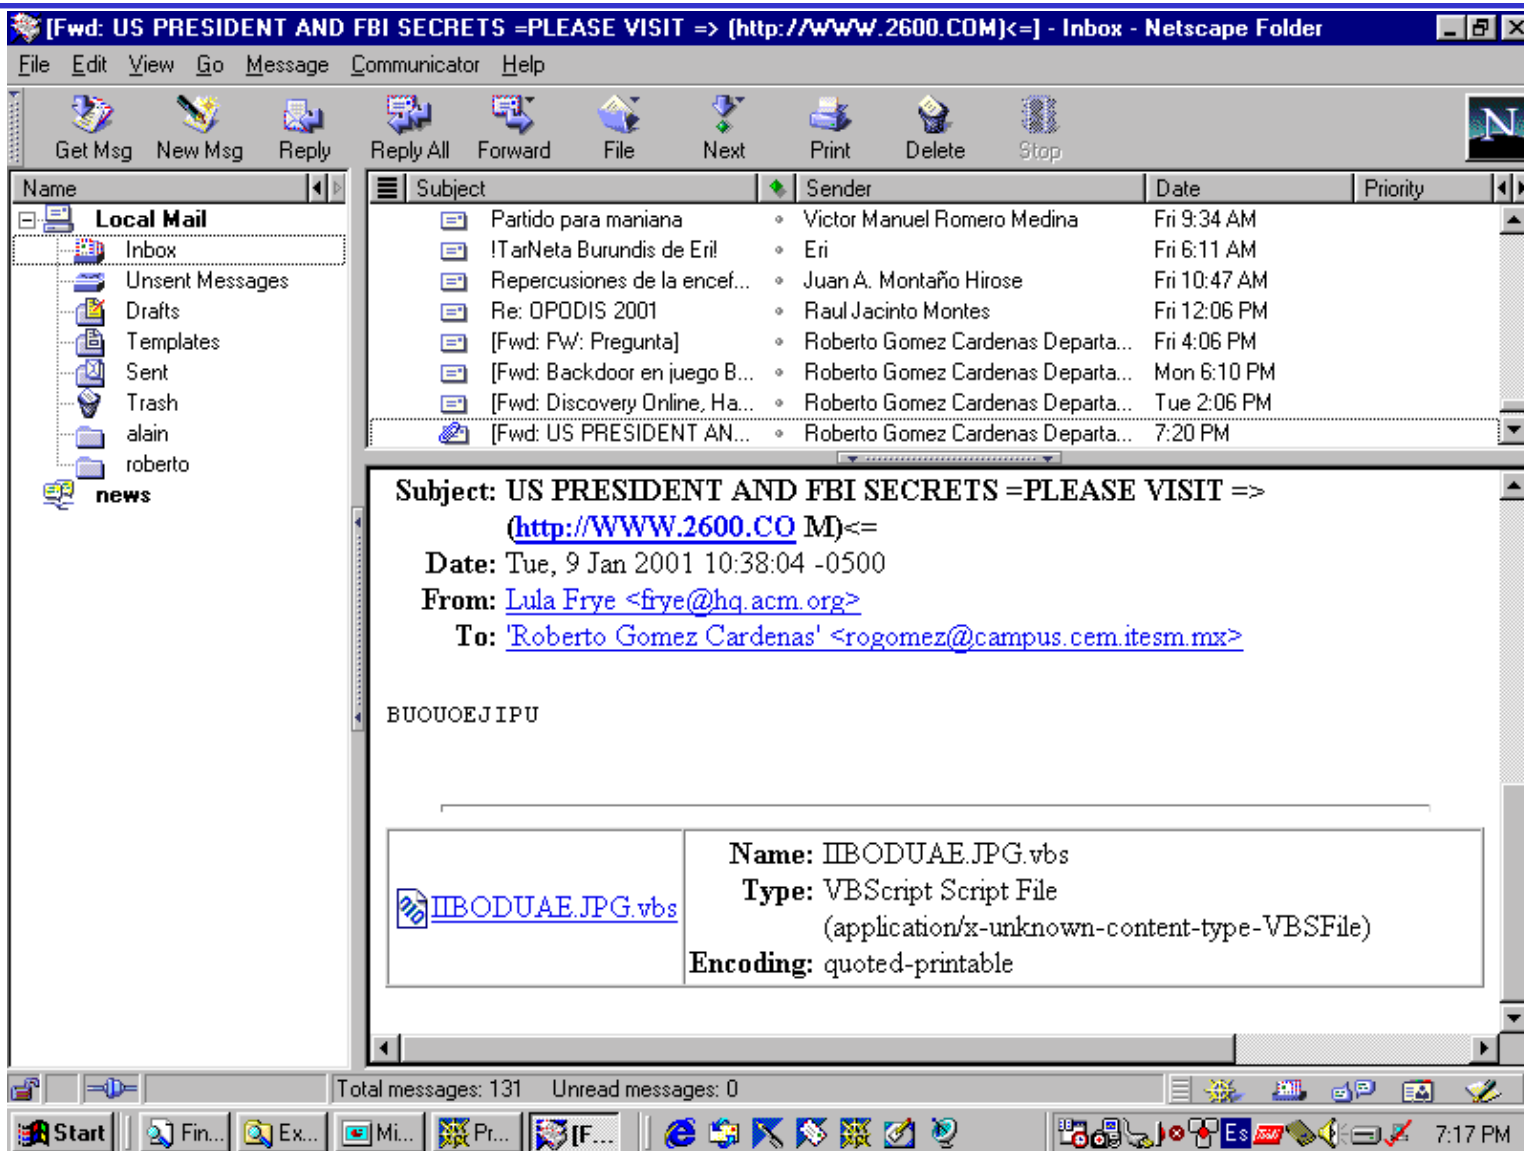 [Fwd: US PRESIDENT AND FBI SECRETS =PLEASE VISIT => (http://WWW.2600.COM)<=] - Inbox - Netscape Folder
File Edit View Go Message Communicator Help
Get Msg New Msg Reply Reply All Forward File Next Print Delete Stop
N
Name Subject Sender Date Priority
Local Mail
Inbox
Unsent Messages
Drafts
Templates
Sent
Trash
alain
roberto
news
Partido para maniana Victor Manuel Romero Medina Fri 9:34 AM
!TarNeta Burundis de Eri! Eri Fri 6:11 AM
Repercusiones de la encef... Juan A. Montaño Hirose Fri 10:47 AM
Re: OPODIS 2001 Raul Jacinto Montes Fri 12:06 PM
[Fwd: FW: Pregunta] Roberto Gomez Cardenas Departa... Fri 4:06 PM
[Fwd: Backdoor en juego B... Roberto Gomez Cardenas Departa... Mon 6:10 PM
[Fwd: Discovery Online, Ha... Roberto Gomez Cardenas Departa... Tue 2:06 PM
[Fwd: US PRESIDENT AN... Roberto Gomez Cardenas Departa... 7:20 PM
Subject: US PRESIDENT AND FBI SECRETS =PLEASE VISIT =>
(http://WWW.2600.CO M)<=
Date: Tue, 9 Jan 2001 10:38:04 -0500
From: Lula Frye <frye@hq.acm.org>
To: 'Roberto Gomez Cardenas' <rogomez@campus.cem.itesm.mx>
BUOUOEJIPU
IIBODUAE.JPG.vbs
Name: IIBODUAE.JPG.vbs
Type: VBScript Script File
(application/x-unknown-content-type-VBSFile)
Encoding: quoted-printable
Total messages: 131 Unread messages: 0
Start Fin... Ex... Mi... Pr... [F... Es 7:17 PM